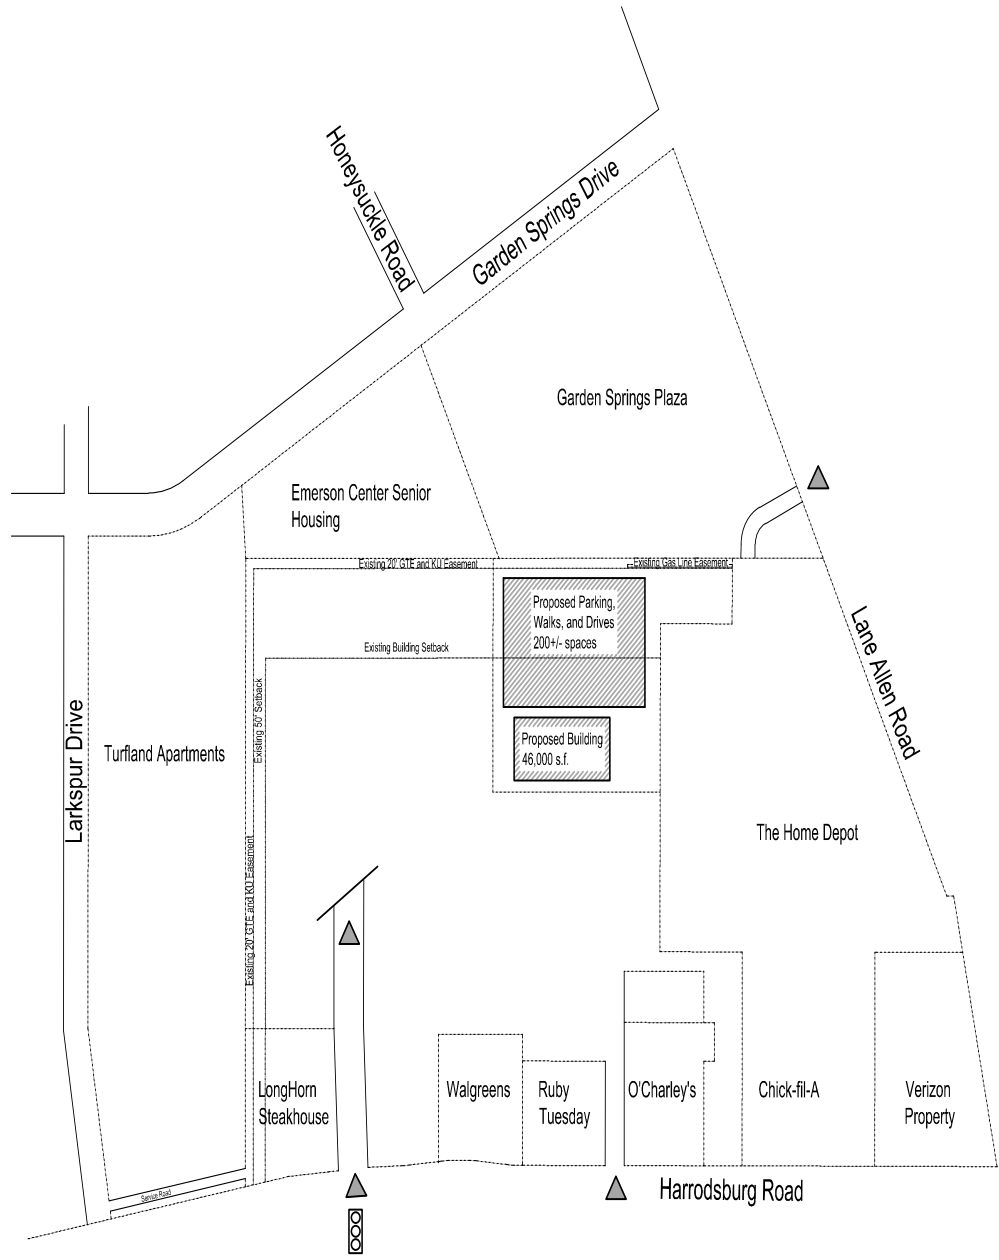 Honeysuckle Road
Garden Springs Drive
Garden Springs Plaza
Emerson Center Senior
Housing
Existing 20' GTE and KU Easement
Existing Gas Line Easement
Proposed Parking,
Walks, and Drives
200+/- spaces
Existing Building Setback
Lane Allen Road
Existing 50' Setback
Larkspur Drive
Turfland Apartments
Proposed Building
46,000 s.f.
The Home Depot
Existing 20' GTE and KU Easement
LongHorn
Steakhouse
Walgreens
Ruby
Tuesday
O'Charley's
Chick-fil-A
Verizon
Property
Service Road
Harrodsburg Road